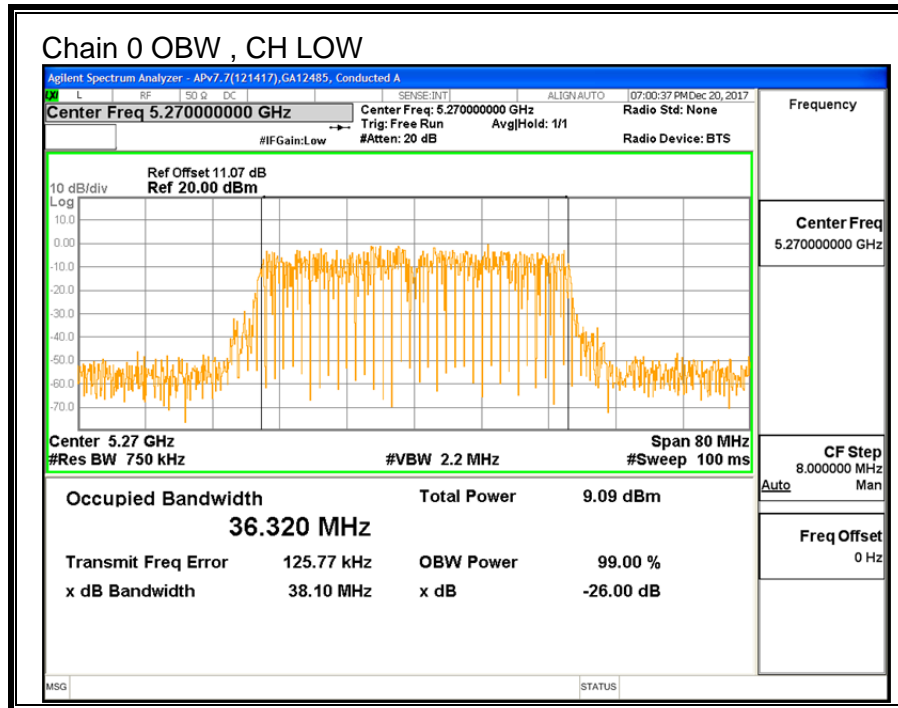 Chain 0 OBW , CH LOW
Agilent Spectrum Analyzer - APv7.7(121417),GA12485, Conducted A
LXI L RF 50 Ω DC SENSE:INT ALIGN AUTO 07:00:37 PM Dec 20, 2017
Center Freq 5.270000000 GHz
Center Freq: 5.270000000 GHz
Radio Std: None
Trig: Free Run Avg|Hold: 1/1
#IFGain:Low #Atten: 20 dB Radio Device: BTS
Ref Offset 11.07 dB
10 dB/div Ref 20.00 dBm
Log
10.0
0.00
-10.0
-20.0
-30.0
-40.0
-50.0
-60.0
-70.0
Center 5.27 GHz Span 80 MHz
#Res BW 750 kHz #VBW 2.2 MHz #Sweep 100 ms
Occupied Bandwidth Total Power 9.09 dBm
36.320 MHz
Transmit Freq Error 125.77 kHz OBW Power 99.00 %
x dB Bandwidth 38.10 MHz x dB -26.00 dB
MSG STATUS
Frequency
Center Freq
5.270000000 GHz
CF Step
8.000000 MHz
Auto Man
Freq Offset
0 Hz